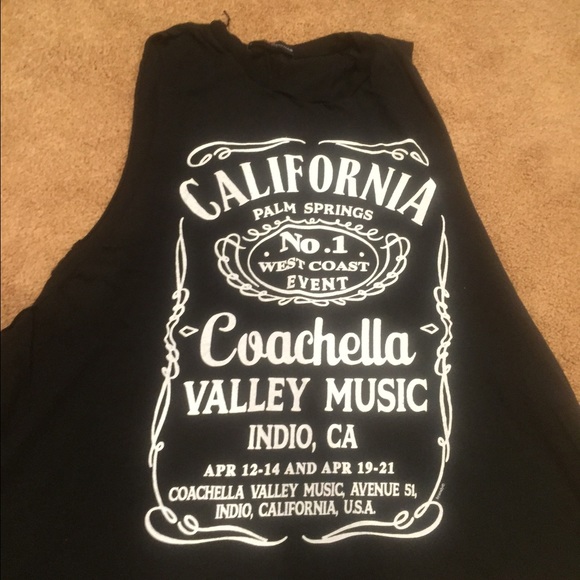 CALIFORNIA
PALM SPRINGS
No.1
WEST COAST
EVENT
Coachella
VALLEY MUSIC
INDIO, CA
APR 12-14 AND APR 19-21
COACHELLA VALLEY MUSIC, AVENUE 51,
INDIO, CALIFORNIA, U.S.A.